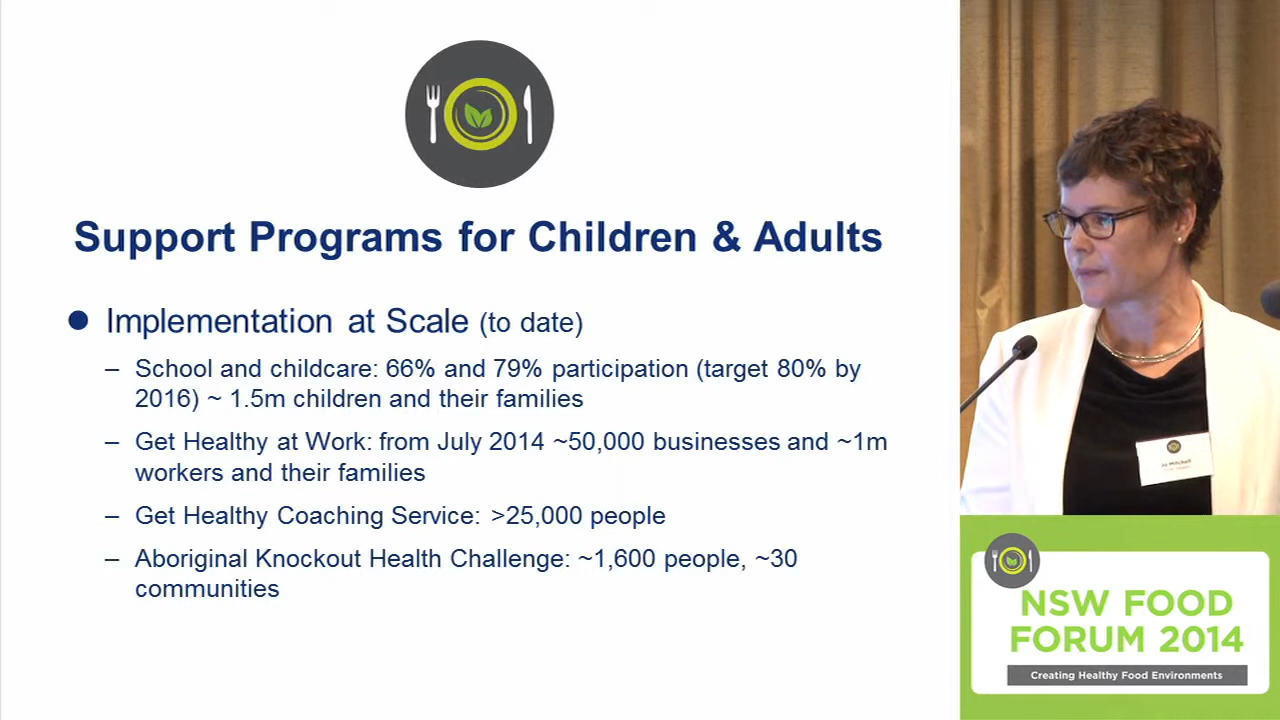 Support Programs for Children & Adults
● Implementation at Scale (to date)
– School and childcare: 66% and 79% participation (target 80% by
2016) ~ 1.5m children and their families
– Get Healthy at Work: from July 2014 ~50,000 businesses and ~1m
workers and their families
– Get Healthy Coaching Service: >25,000 people
– Aboriginal Knockout Health Challenge: ~1,600 people, ~30
communities
Jo Mitchell
NSW FOOD
FORUM 2014
Creating Healthy Food Environments